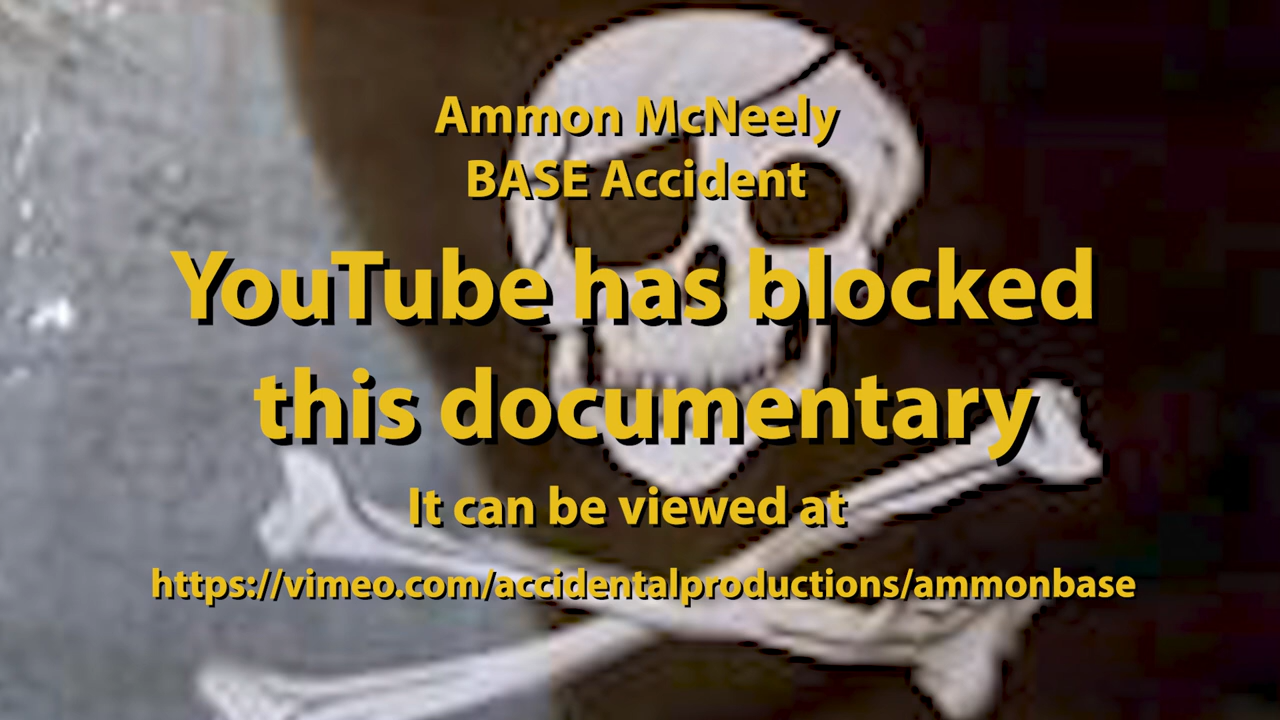 Ammon McNeely
BASE Accident
YouTube has blocked
this documentary
It can be viewed at
https://vimeo.com/accidentalproductions/ammonbase